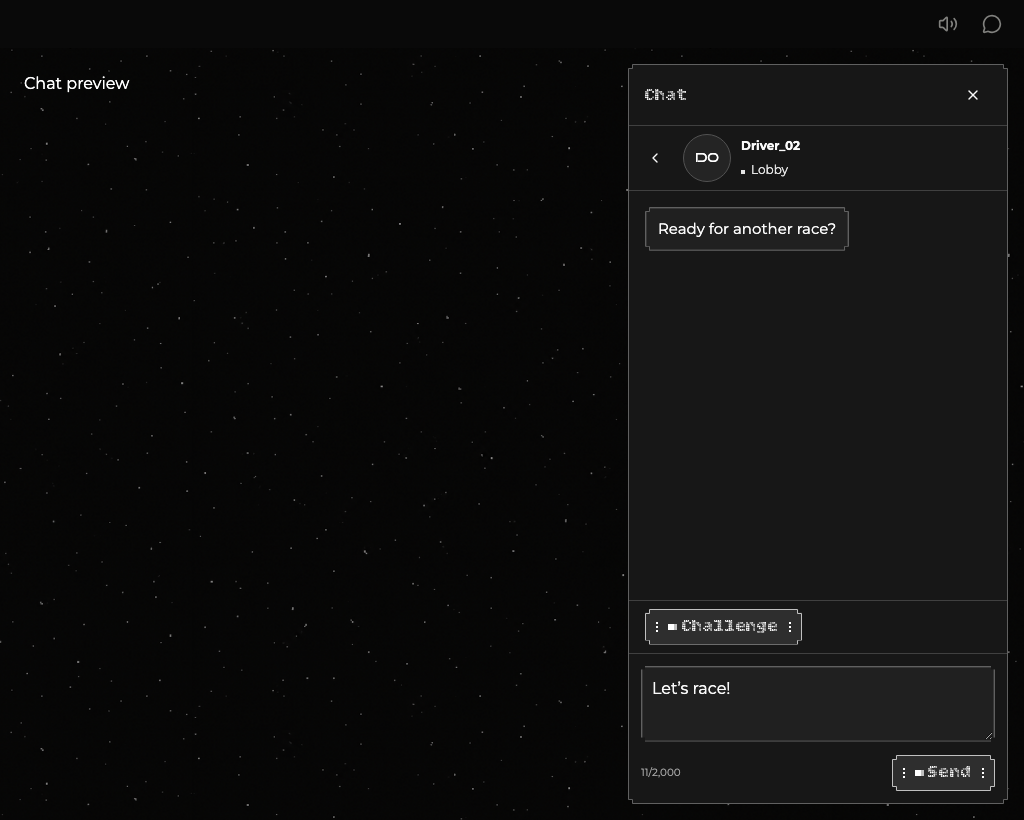 Chat preview
Chat
DO
Driver_02
Lobby
Ready for another race?
Challenge
Let’s race!
11/2,000
Send